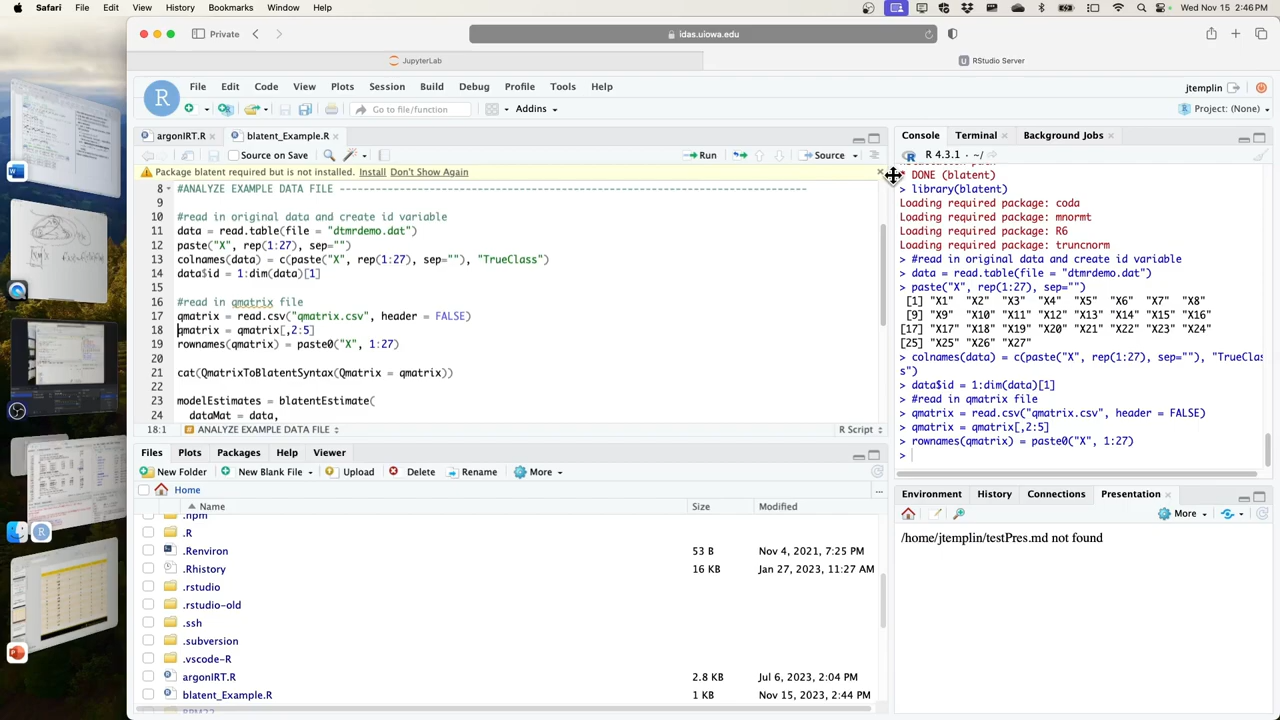 Safari File Edit View History Bookmarks Window Help Wed Nov 15 2:46 PM
Private idas.uiowa.edu
JupyterLab RStudio Server
File Edit Code View Plots Session Build Debug Profile Tools Help jtemplin
Go to file/function Addins Project: (None)
argonIRT.R blatent_Example.R
Source on Save Run Source
Package blatent required but is not installed. Install Don't Show Again
8 #ANALYZE EXAMPLE DATA FILE ------------------------------------------------------------------------------
9
10 #read in original data and create id variable
11 data = read.table(file = "dtmrdemo.dat")
12 paste("X", rep(1:27), sep="")
13 colnames(data) = c(paste("X", rep(1:27), sep=""), "TrueClass")
14 data$id = 1:dim(data)[1]
15
16 #read in qmatrix file
17 qmatrix = read.csv("qmatrix.csv", header = FALSE)
18 qmatrix = qmatrix[,2:5]
19 rownames(qmatrix) = paste0("X", 1:27)
20
21 cat(QmatrixToBlatentSyntax(Qmatrix = qmatrix))
22
23 modelEstimates = blatentEstimate(
24 dataMat = data,
18:1 ANALYZE EXAMPLE DATA FILE R Script
Files Plots Packages Help Viewer
New Folder New Blank File Upload Delete Rename More
Home ...
Name Size Modified
.npm
.R
.Renviron 53 B Nov 4, 2021, 7:25 PM
.Rhistory 16 KB Jan 27, 2023, 11:27 AM
.rstudio
.rstudio-old
.ssh
.subversion
.vscode-R
argonIRT.R 2.8 KB Jul 6, 2023, 2:04 PM
blatent_Example.R 1 KB Nov 15, 2023, 2:44 PM
Console Terminal Background Jobs
R 4.3.1 · ~/
* DONE (blatent)
> library(blatent)
Loading required package: coda
Loading required package: mnormt
Loading required package: R6
Loading required package: truncnorm
> #read in original data and create id variable
> data = read.table(file = "dtmrdemo.dat")
> paste("X", rep(1:27), sep="")
[1] "X1" "X2" "X3" "X4" "X5" "X6" "X7" "X8"
[9] "X9" "X10" "X11" "X12" "X13" "X14" "X15" "X16"
[17] "X17" "X18" "X19" "X20" "X21" "X22" "X23" "X24"
[25] "X25" "X26" "X27"
> colnames(data) = c(paste("X", rep(1:27), sep=""), "TrueClas
s")
> data$id = 1:dim(data)[1]
> #read in qmatrix file
> qmatrix = read.csv("qmatrix.csv", header = FALSE)
> qmatrix = qmatrix[,2:5]
> rownames(qmatrix) = paste0("X", 1:27)
>
Environment History Connections Presentation
More
/home/jtemplin/testPres.md not found